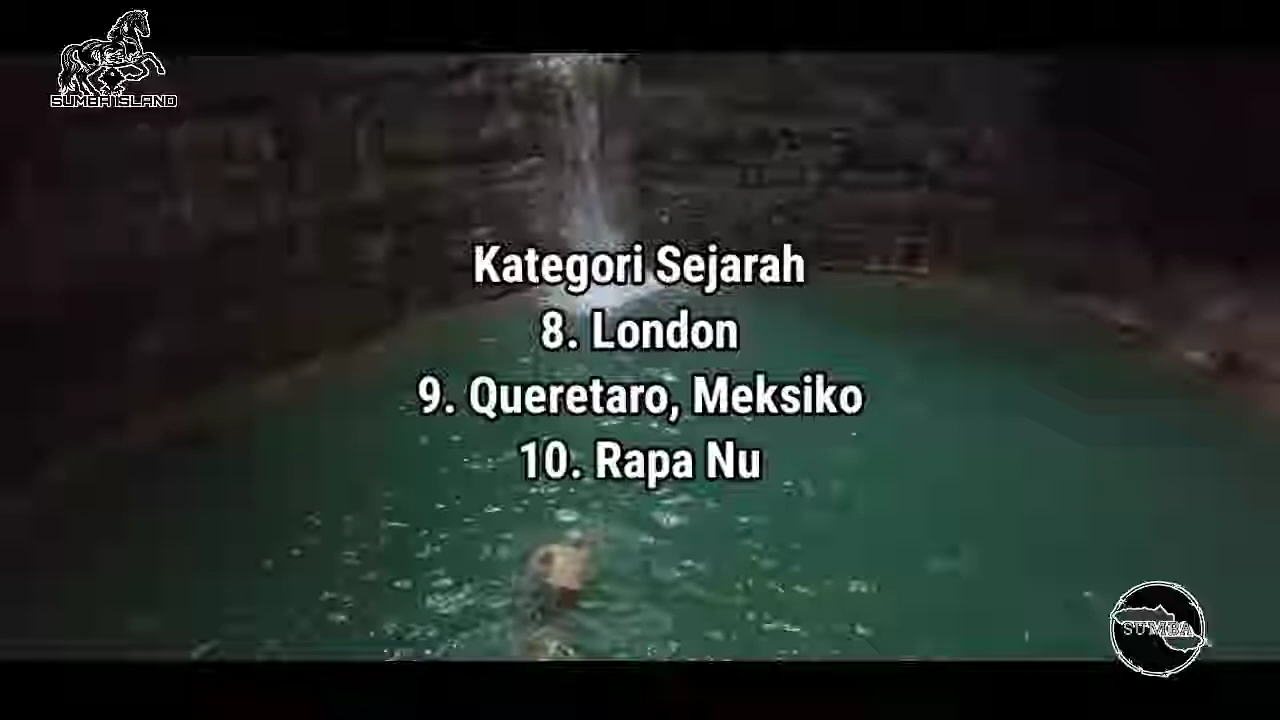 SUMBA ISLAND
Kategori Sejarah
8. London
9. Queretaro, Meksiko
10. Rapa Nu
SUMBA